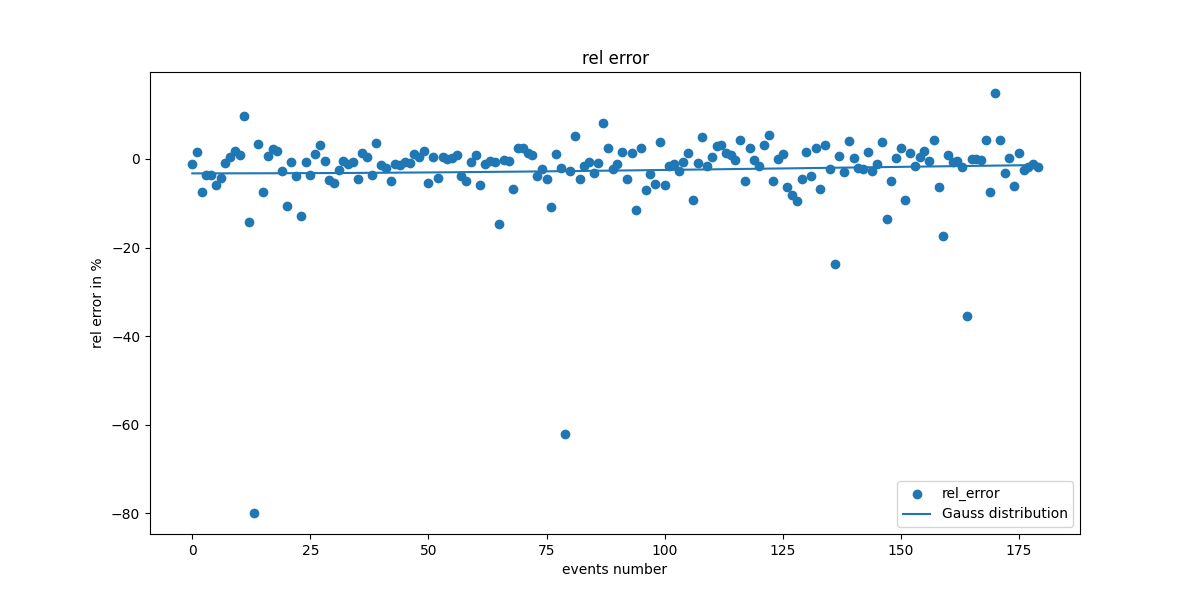 rel error
rel error in %
0
−20
−40
−60
−80
0 25 50 75 100 125 150 175
events number
rel_error
Gauss distribution